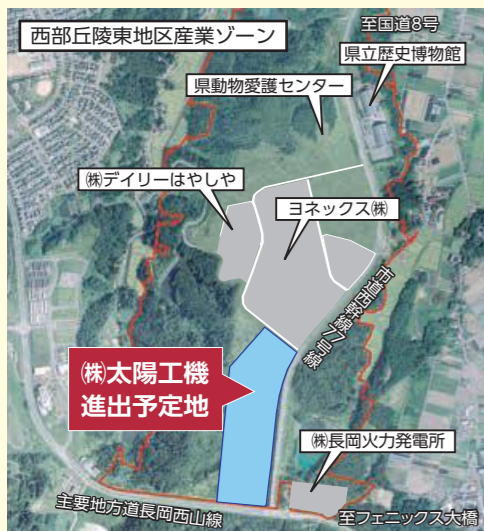 西部丘陵東地区産業ゾーン
至国道8号
県立歴史博物館
県動物愛護センター
㈱デイリーはやしや
ヨネックス㈱
市道西幹線77号線
㈱太陽工機
進出予定地
㈱長岡火力発電所
主要地方道長岡西山線
至フェニックス大橋